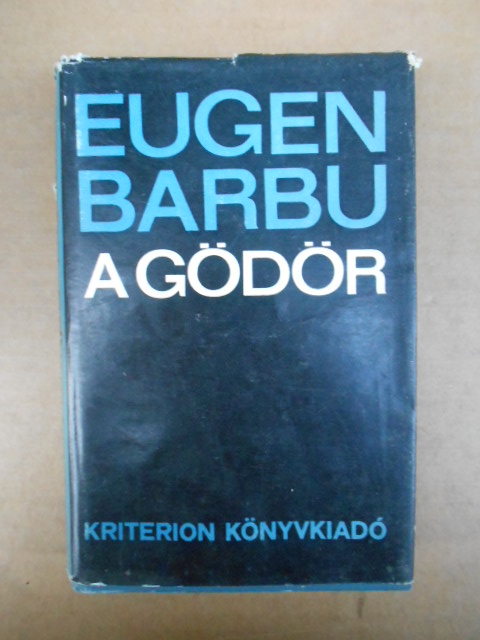 EUGEN
BARBU
A GÖDÖR
KRITERION KÖNYVKIADÓ